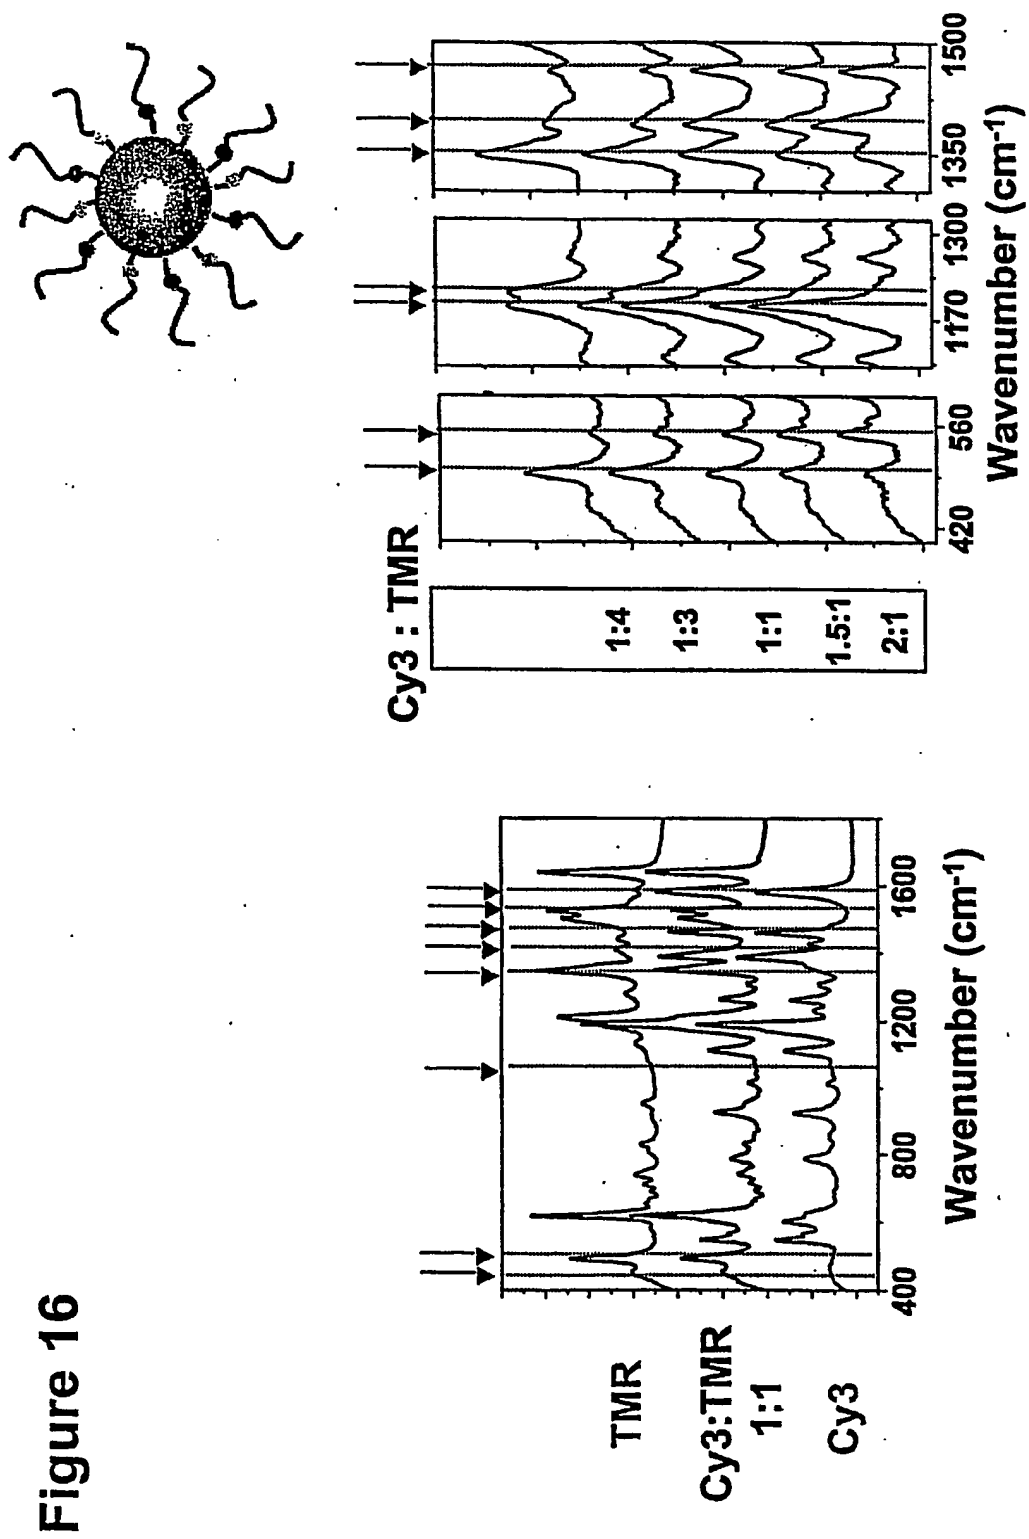 Figure 16
TMR
Cy3:TMR
1:1
Cy3
400
800
1200
1600
Wavenumber (cm⁻¹)
Cy3 : TMR
1:4
1:3
1:1
1.5:1
2:1
420
560
1170
1300
1350
1500
Wavenumber (cm⁻¹)